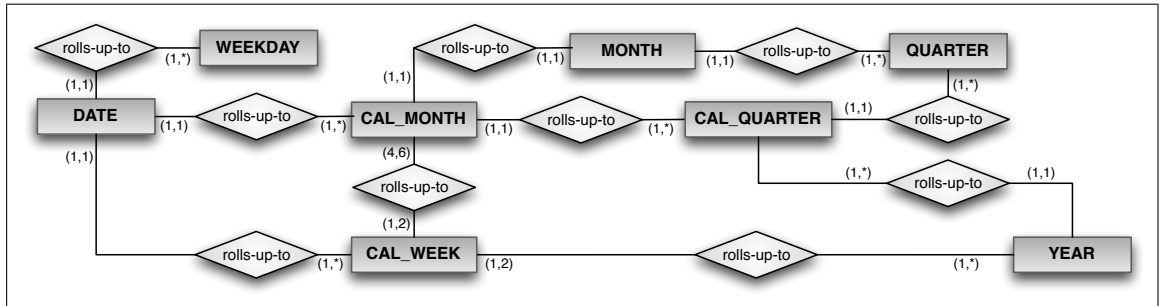 rolls-up-to
WEEKDAY
(1,*)
(1,1)
DATE
(1,1)
rolls-up-to
(1,*)
CAL_MONTH
(1,1)
rolls-up-to
(1,1)
MONTH
(1,1)
rolls-up-to
(1,*)
QUARTER
(1,*)
(1,1)
rolls-up-to
(1,*)
CAL_QUARTER
(1,1)
rolls-up-to
(1,*)
rolls-up-to
(1,1)
(4,6)
rolls-up-to
(1,2)
(1,1)
rolls-up-to
(1,*)
CAL_WEEK
(1,2)
rolls-up-to
(1,*)
YEAR